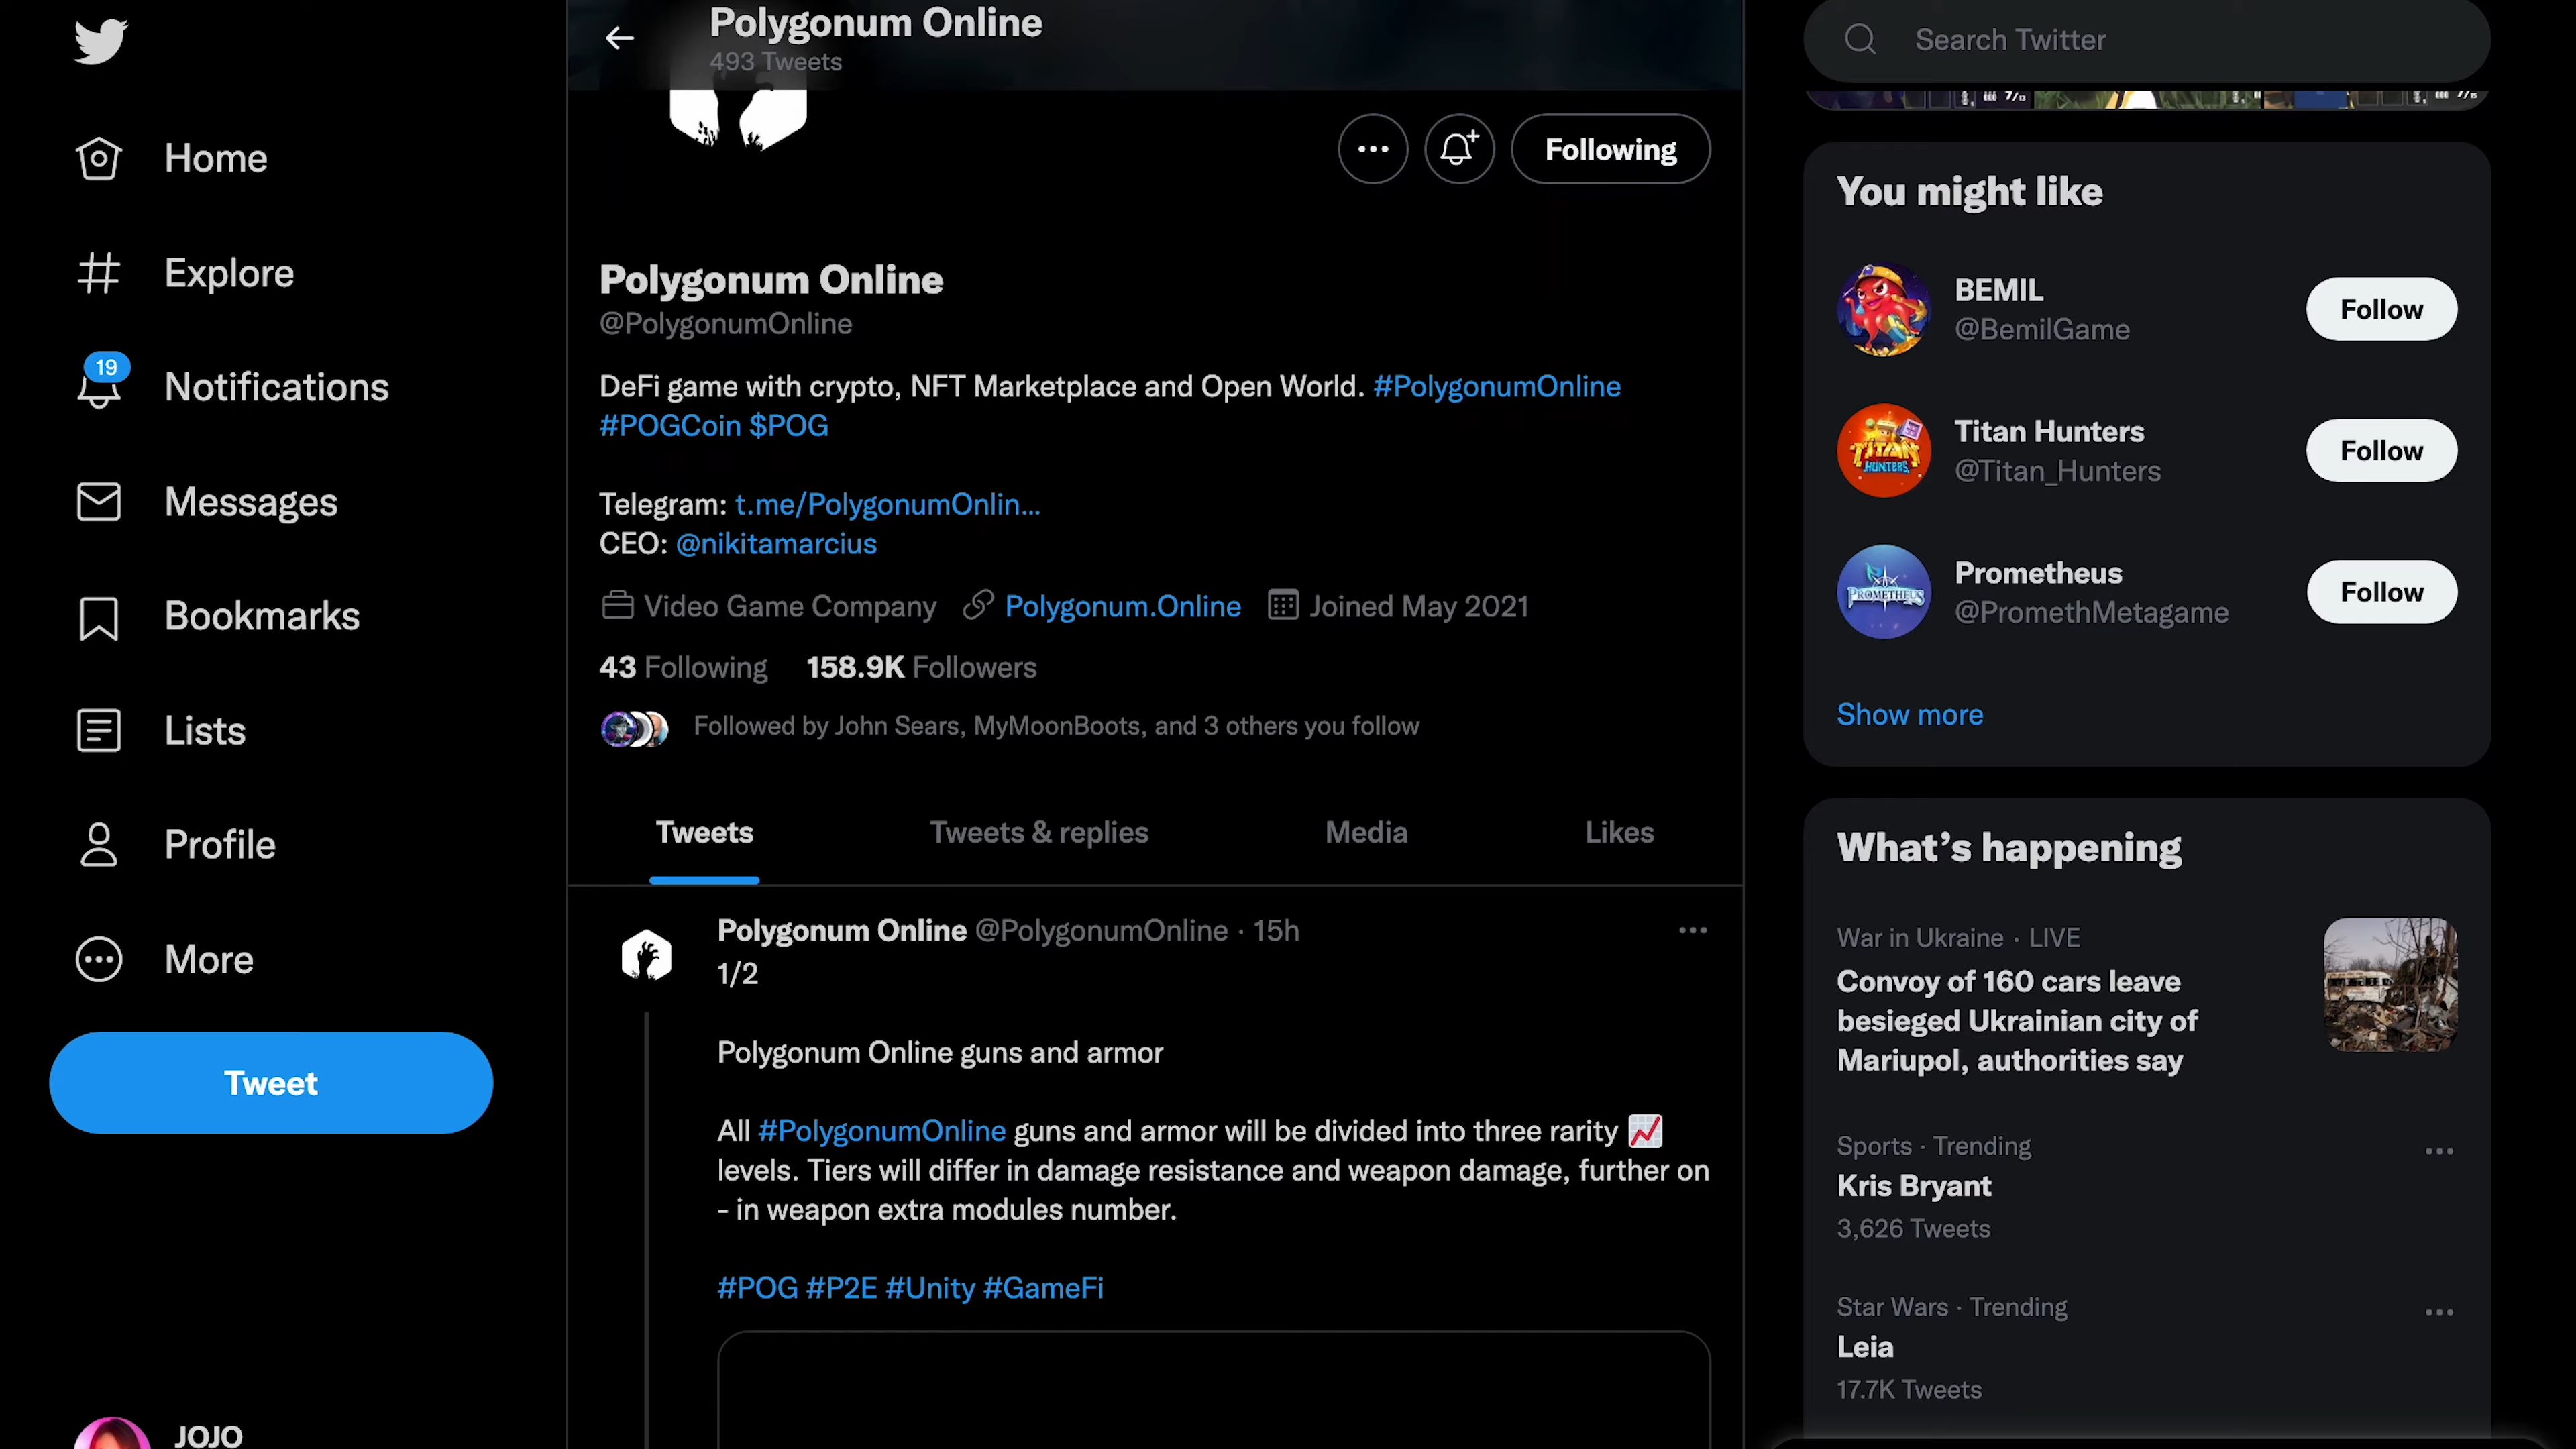 Polygonum Online
493 Tweets
Search Twitter
Home
Explore
19
Notifications
Messages
Bookmarks
Lists
Profile
More
Tweet
JOJO
Following
Polygonum Online
@PolygonumOnline
DeFi game with crypto, NFT Marketplace and Open World. #PolygonumOnline
#POGCoin $POG
Telegram: t.me/PolygonumOnlin...
CEO: @nikitamarcius
Video Game Company Polygonum.Online Joined May 2021
43 Following 158.9K Followers
Followed by John Sears, MyMoonBoots, and 3 others you follow
Tweets Tweets & replies Media Likes
Polygonum Online @PolygonumOnline · 15h
1/2
Polygonum Online guns and armor
All #PolygonumOnline guns and armor will be divided into three rarity 📈
levels. Tiers will differ in damage resistance and weapon damage, further on
- in weapon extra modules number.
#POG #P2E #Unity #GameFi
You might like
BEMIL
@BemilGame
Follow
TITAN
HUNTERS
Titan Hunters
@Titan_Hunters
Follow
PROMETHEUS
Prometheus
@PromethMetagame
Follow
Show more
What's happening
War in Ukraine · LIVE
Convoy of 160 cars leave
besieged Ukrainian city of
Mariupol, authorities say
Sports · Trending
Kris Bryant
3,626 Tweets
Star Wars · Trending
Leia
17.7K Tweets